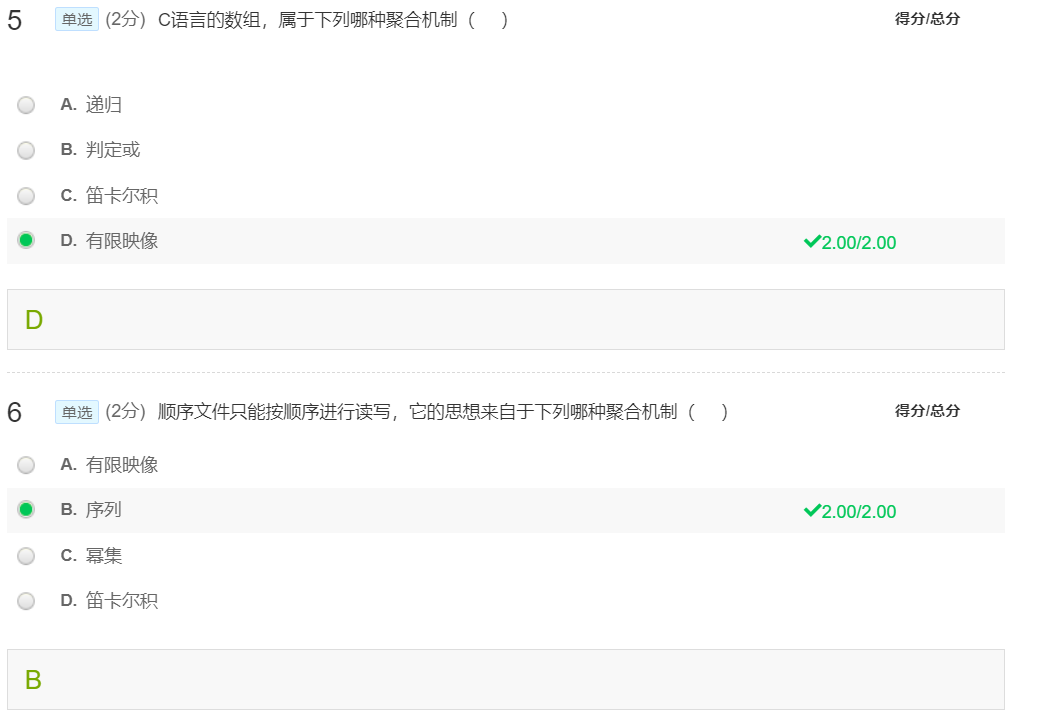 5 单选 (2分) C语言的数组，属于下列哪种聚合机制（ ） 得分/总分
A. 递归
B. 判定或
C. 笛卡尔积
D. 有限映像 2.00/2.00
D
6 单选 (2分) 顺序文件只能按顺序进行读写，它的思想来自于下列哪种聚合机制（ ） 得分/总分
A. 有限映像
B. 序列 2.00/2.00
C. 幂集
D. 笛卡尔积
B